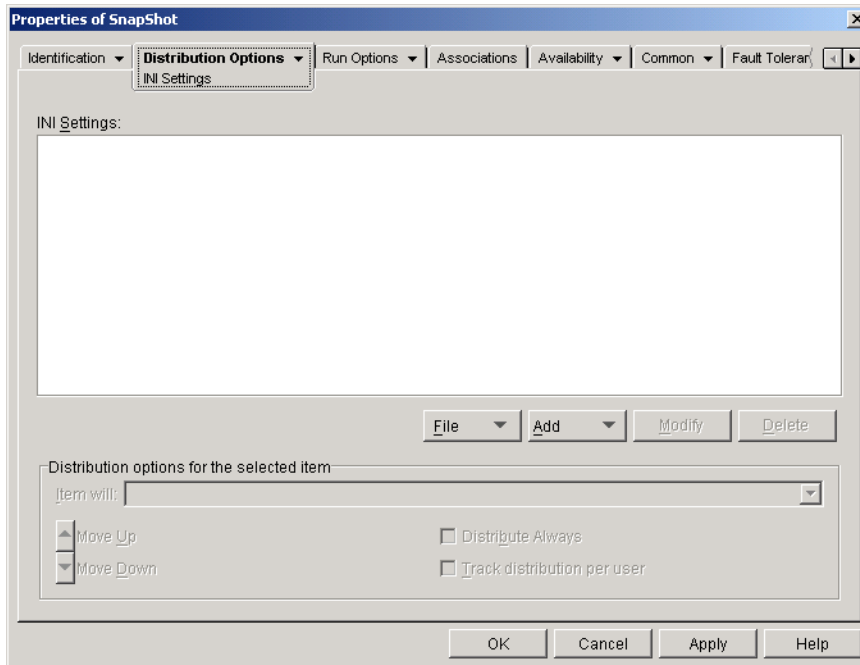 Properties of SnapShot
Identification Distribution Options Run Options Associations Availability Common Fault Toleran
INI Settings
INI Settings:
File Add Modify Delete
Distribution options for the selected item
Item will:
Move Up Distribute Always
Move Down Track distribution per user
OK Cancel Apply Help